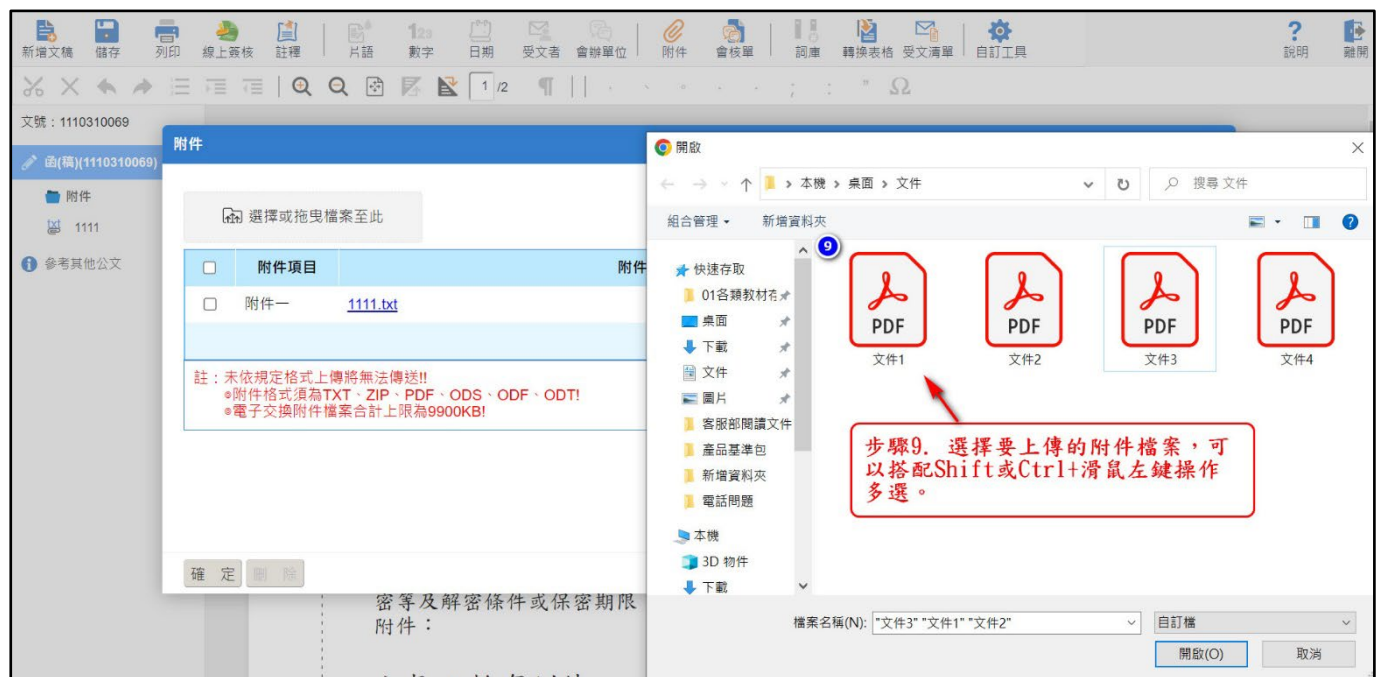 新增文稿 儲存 列印 線上簽核 註釋 片語 數字 日期 受文者 會辦單位 附件 會核單 詞庫 轉換表格 受文清單 自訂工具 說明 離開
1 /2 ¶ ; : " Ω
文號：1110310069
函(稿)(1110310069)
附件
1111
參考其他公文
附件
選擇或拖曳檔案至此
附件項目 附件
附件一 1111.txt
註：未依規定格式上傳將無法傳送!!
⊙附件格式須為TXT、ZIP、PDF、ODS、ODF、ODT!
⊙電子交換附件檔案合計上限為9900KB!
確 定 刪 除
密等及解密條件或保密期限
附件：
開啟
本機 › 桌面 › 文件
搜尋 文件
組合管理 新增資料夾
9
快速存取
01各類教材存
桌面
下載
文件
圖片
客服部閱讀文件
產品基準包
新增資料夾
電話問題
本機
3D 物件
下載
PDF PDF PDF PDF
文件1 文件2 文件3 文件4
步驟9. 選擇要上傳的附件檔案，可
以搭配Shift或Ctrl+滑鼠左鍵操作
多選。
檔案名稱(N): "文件3" "文件1" "文件2" 自訂檔
開啟(O) 取消